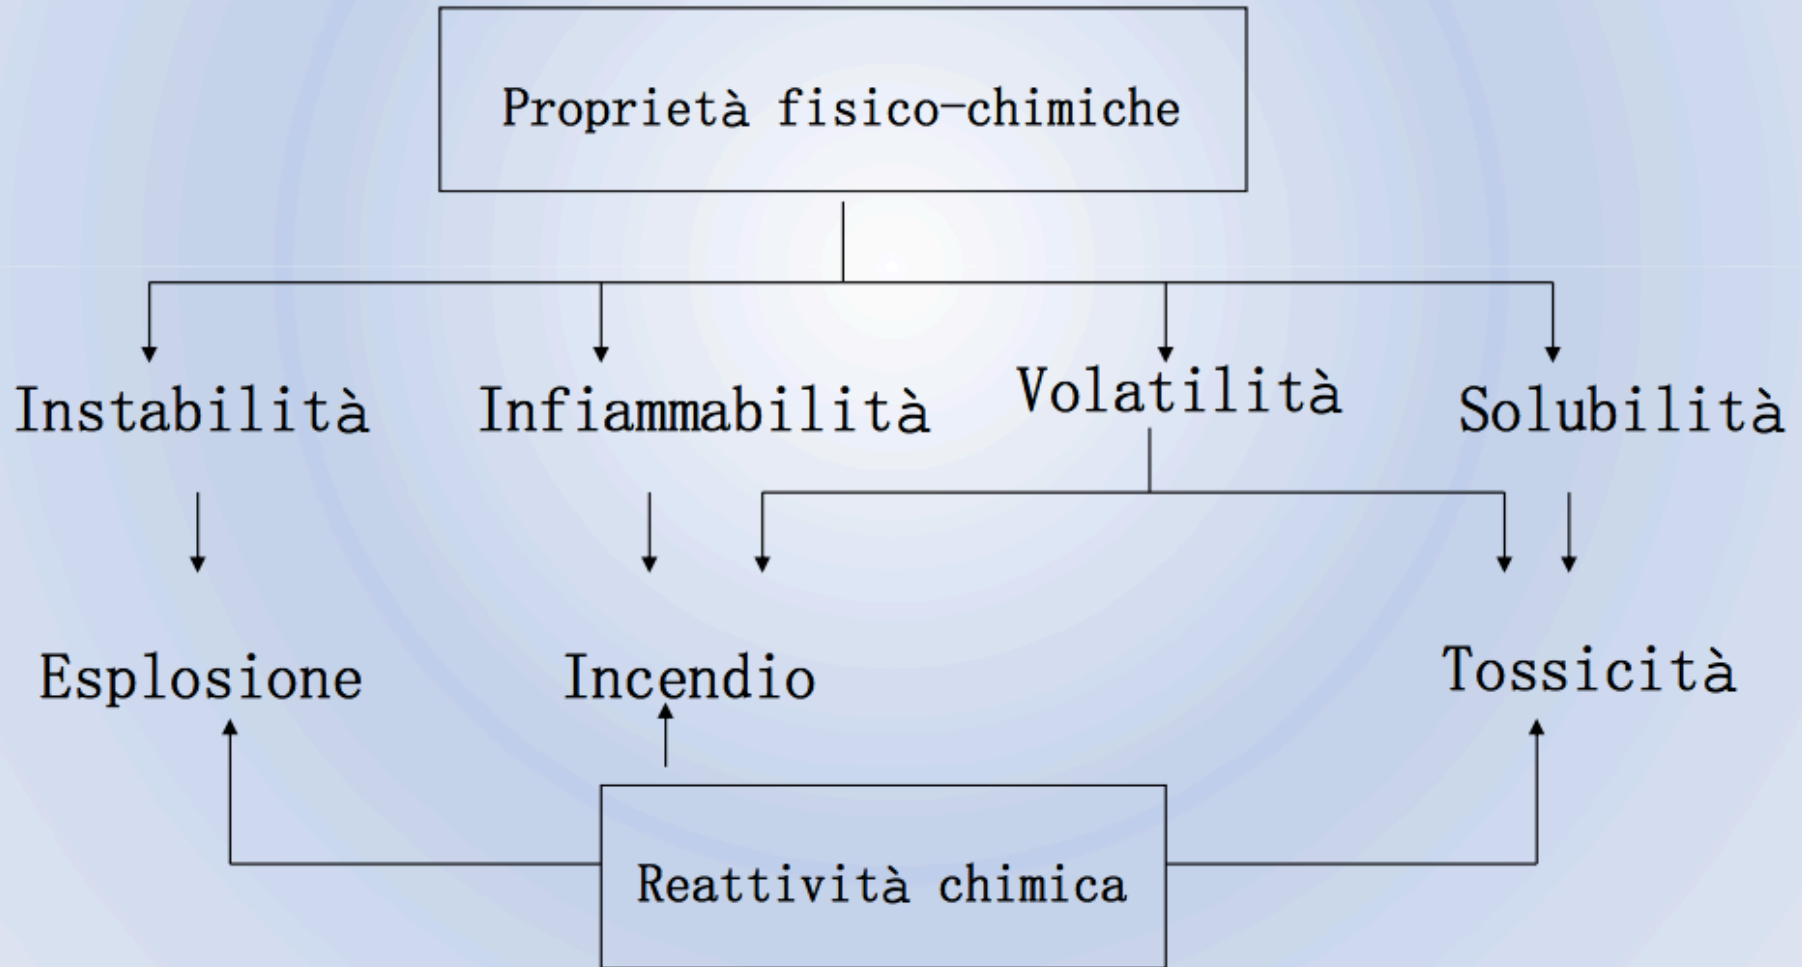 Proprietà fisico-chimiche
Instabilità
Infiammabilità
Volatilità
Solubilità
Esplosione
Incendio
Tossicità
Reattività chimica